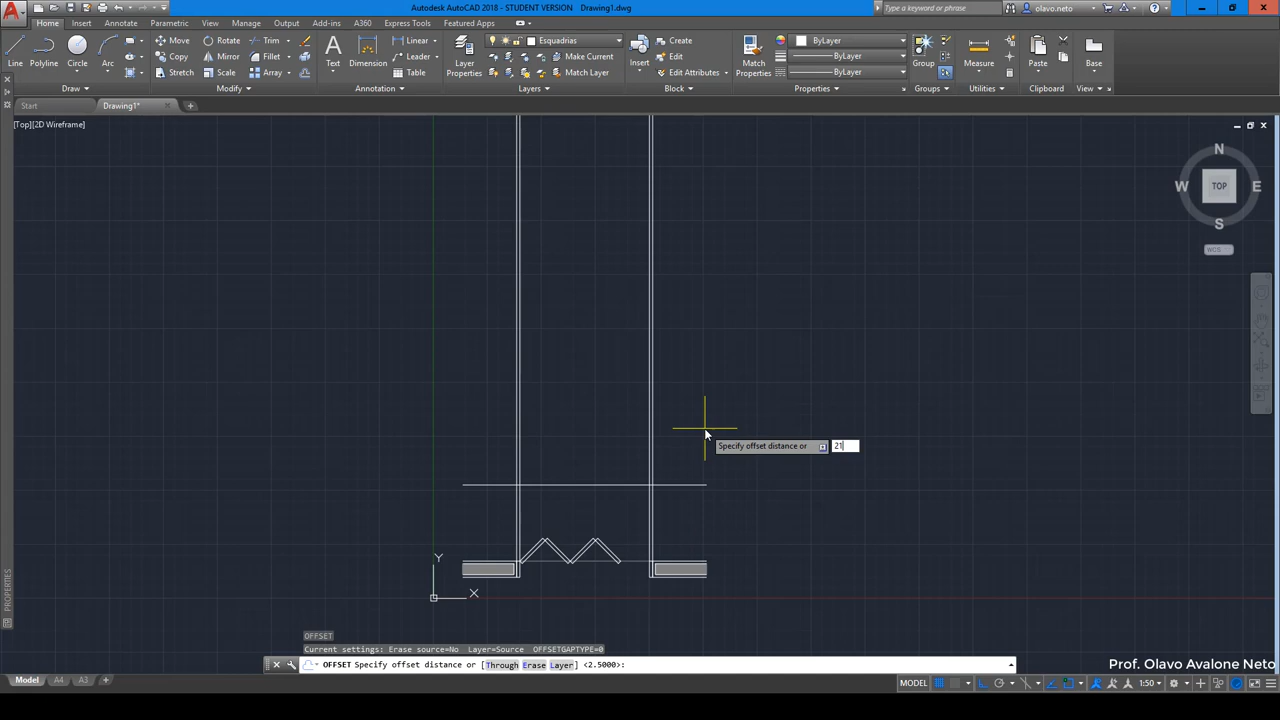 Autodesk AutoCAD 2018 - STUDENT VERSION Drawing1.dwg
Type a keyword or phrase
olavo.neto
Home Insert Annotate Parametric View Manage Output Add-ins A360 Express Tools Featured Apps
Line Polyline Circle Arc
Move Rotate Trim
Copy Mirror Fillet
Stretch Scale Array
Text Dimension
Linear
Leader
Table
Layer Properties
Esquadrias
Make Current
Match Layer
Insert
Create
Edit
Edit Attributes
Match Properties
ByLayer
ByLayer
ByLayer
Group
Measure
Paste
Base
Draw Modify Annotation Layers Block Properties Groups Utilities Clipboard View
Start Drawing1*
[Top][2D Wireframe]
N
W TOP E
S
WCS
Specify offset distance or 21
Y
X
PROPERTIES
OFFSET
Current settings: Erase source=No Layer=Source OFFSETGAPTYPE=0
OFFSET Specify offset distance or [Through Erase Layer] <2.5000>:
Prof. Olavo Avalone Neto
Model A4 A3
MODEL 1:50